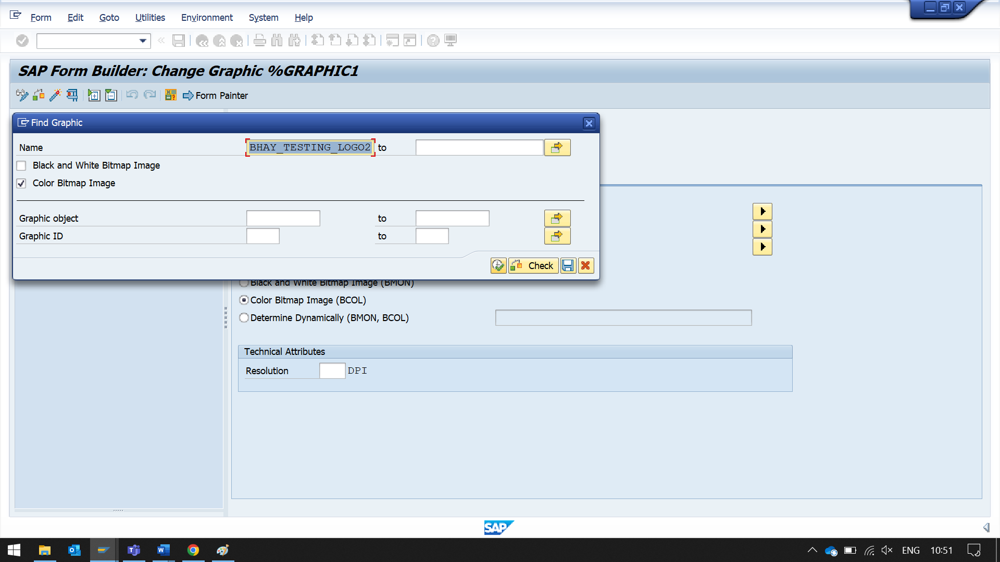 Form Edit Goto Utilities Environment System Help
SAP Form Builder: Change Graphic %GRAPHIC1
Form Painter
Find Graphic
Name BHAY_TESTING_LOGO2 to
Black and White Bitmap Image
Color Bitmap Image
Graphic object to
Graphic ID to
Check
Black and White Bitmap Image (BMON)
Color Bitmap Image (BCOL)
Determine Dynamically (BMON, BCOL)
Technical Attributes
Resolution DPI
SAP
ENG 10:51